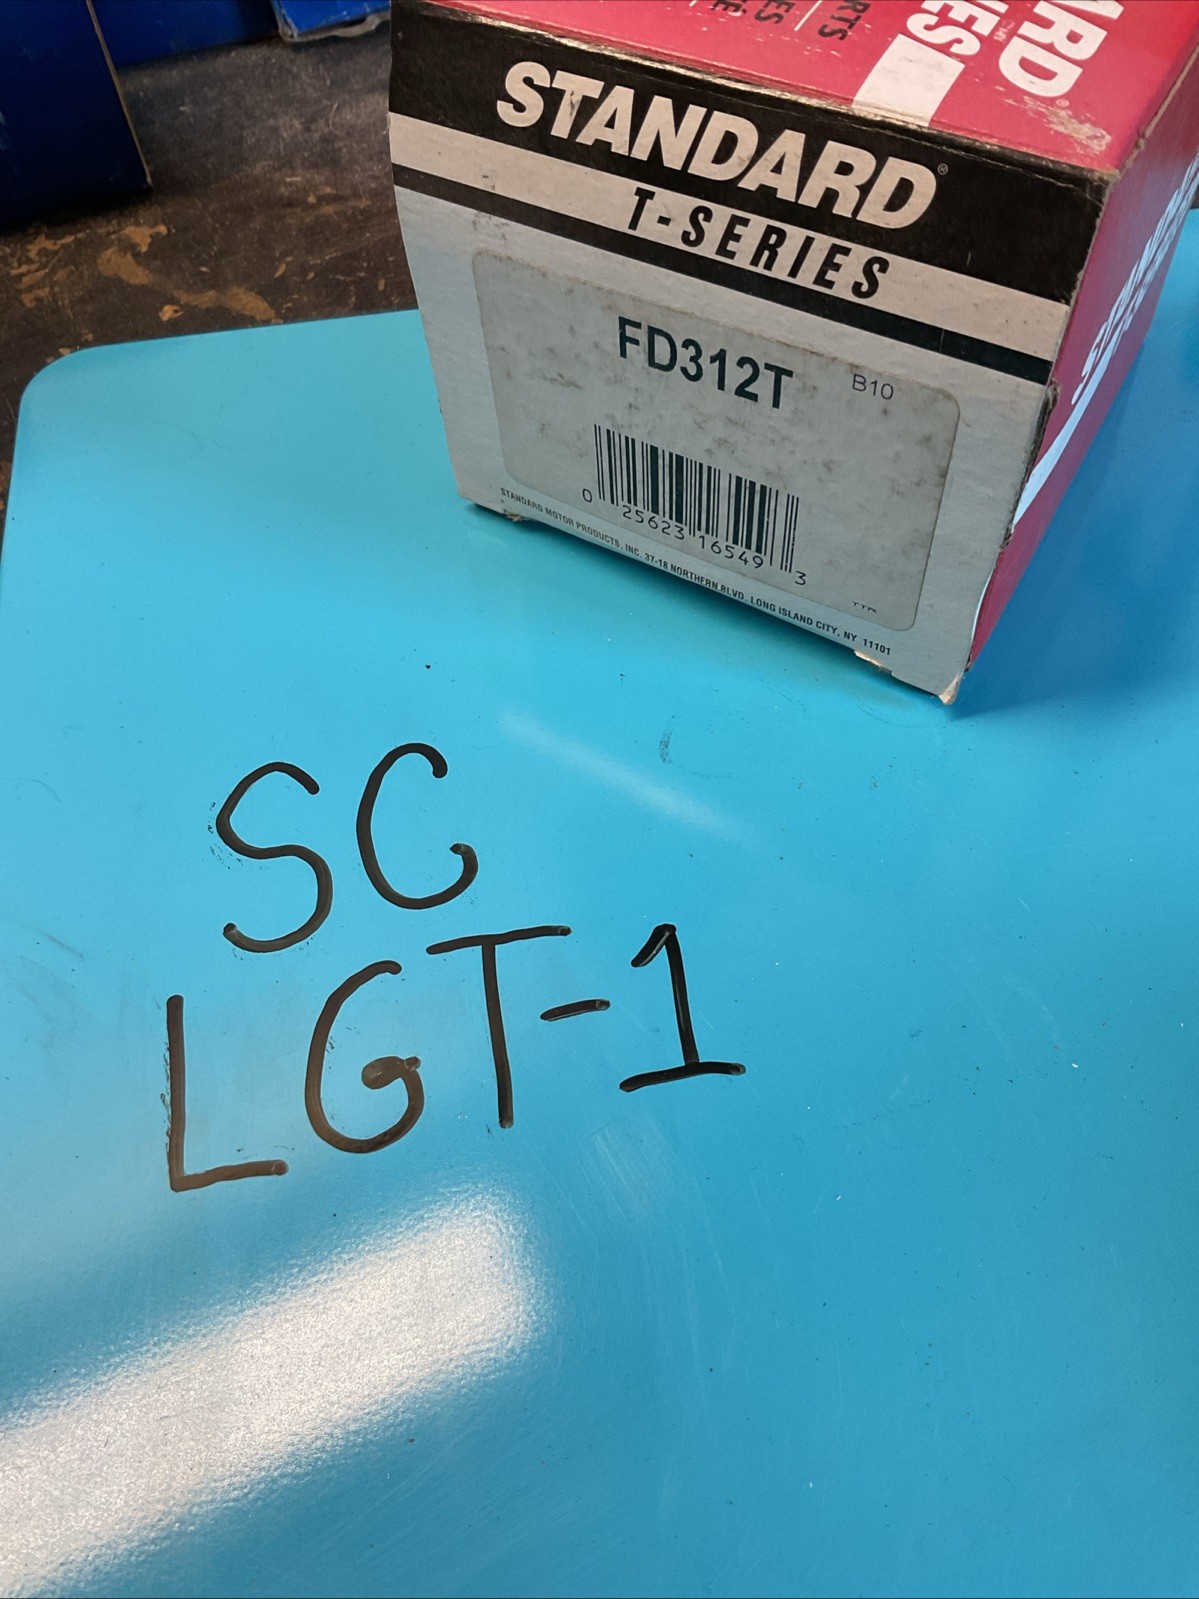 STANDARD®
T-SERIES
FD312T
B10
0 25623 16549 3
STANDARD MOTOR PRODUCTS, INC. 37-18 NORTHERN BLVD. LONG ISLAND CITY, NY 11101
SC
LGT-1